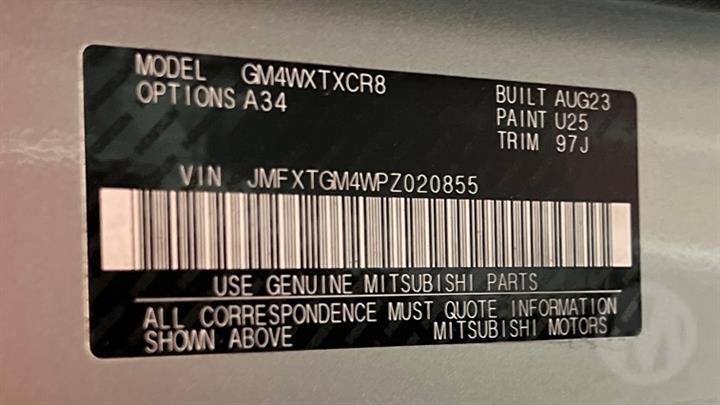 MODEL GM4WXTXCR8
OPTIONS A34
BUILT AUG23
PAINT U25
TRIM 97J
VIN JMFXTGM4WPZ020855
USE GENUINE MITSUBISHI PARTS
ALL CORRESPONDENCE MUST QUOTE INFORMATION
SHOWN ABOVE MITSUBISHI MOTORS
M